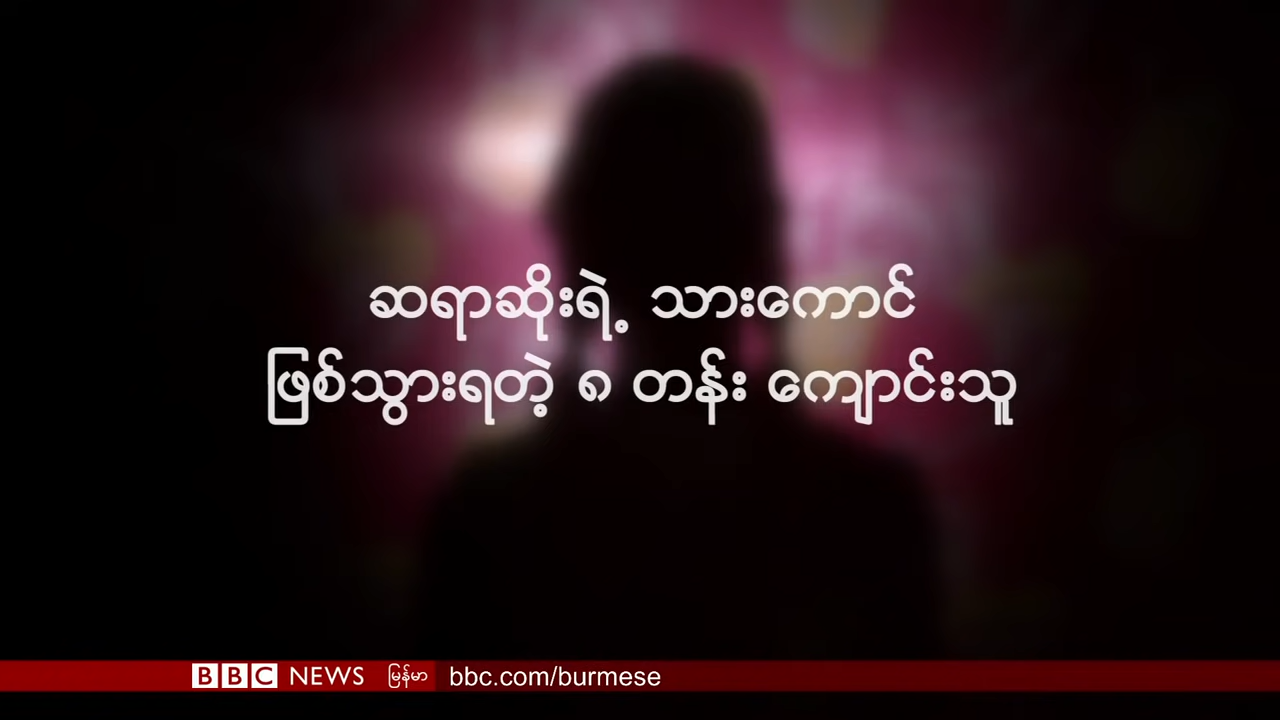 ဆရာဆိုးရဲ့ သားကောင်
ဖြစ်သွားရတဲ့ ၈ တန်း ကျောင်းသူ
BBC NEWS မြန်မာ bbc.com/burmese